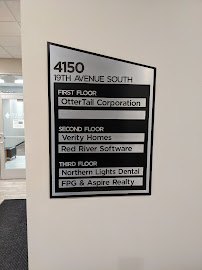 4150
19TH AVENUE SOUTH
FIRST FLOOR
OtterTail Corporation
SECOND FLOOR
Verity Homes
Red River Software
THIRD FLOOR
Northern Lights Dental
FPG & Aspire Realty